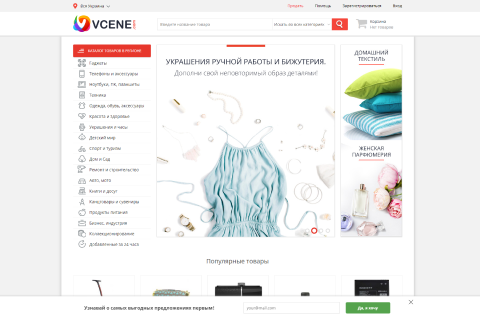 Вся Украина
Продать
Помощь
Зарегистрироваться
Вход
VCENE
Введите название товара
Искать во всех категориях
Корзина
Нет товаров
КАТАЛОГ ТОВАРОВ В РЕГИОНЕ
Гаджеты
Телефоны и аксессуары
Ноутбуки, ПК, планшеты
Техника
Одежда, обувь, аксессуары
Красота и здоровье
Украшения и часы
Детский мир
Спорт и туризм
Дом и Сад
Ремонт и строительство
Авто, мото
Книги и досуг
Канцтовары и сувениры
Продукты питания
Бизнес, индустрия
Коллекционирование
Добавленные за 24 часа
УКРАШЕНИЯ РУЧНОЙ РАБОТЫ И БИЖУТЕРИЯ.
Дополни свой неповторимый образ деталями!
ДОМАШНИЙ
ТЕКСТИЛЬ
ЖЕНСКАЯ
ПАРФЮМЕРИЯ
Популярные товары
Узнавай о самых выгодных предложениях первым!
Да, я хочу